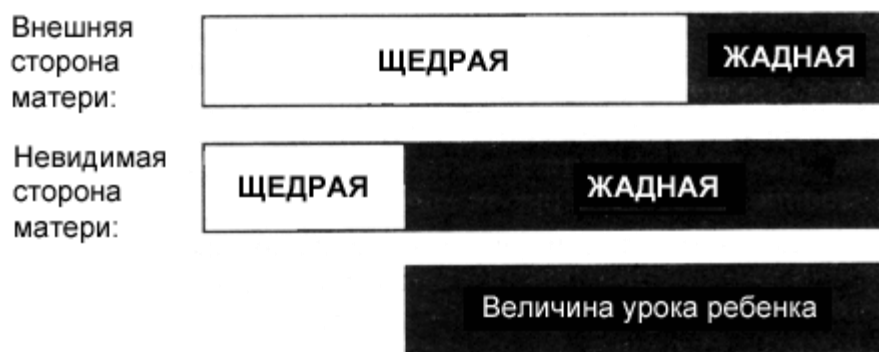 Внешняя
сторона
матери:
ЩЕДРАЯ
ЖАДНАЯ
Невидимая
сторона
матери:
ЩЕДРАЯ
ЖАДНАЯ
Величина урока ребенка